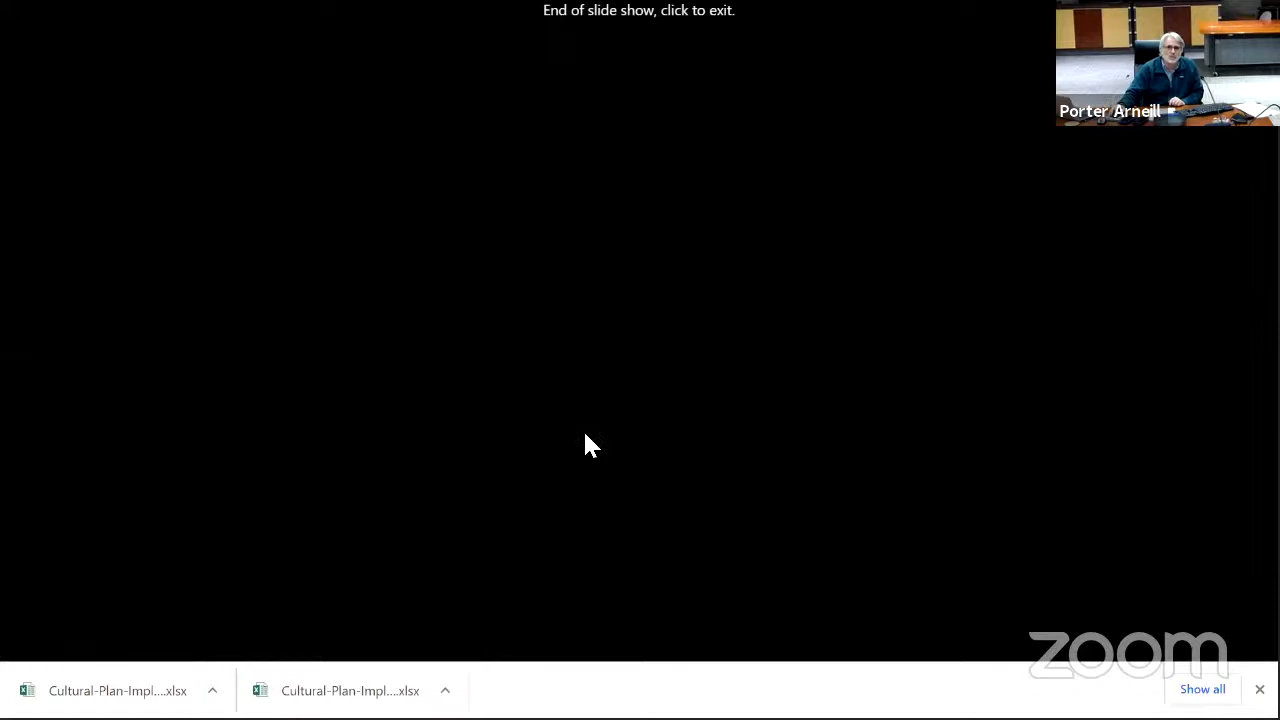 End of slide show, click to exit.
Porter Arneill
zoom
Cultural-Plan-Impl....xlsx
Cultural-Plan-Impl....xlsx
Show all